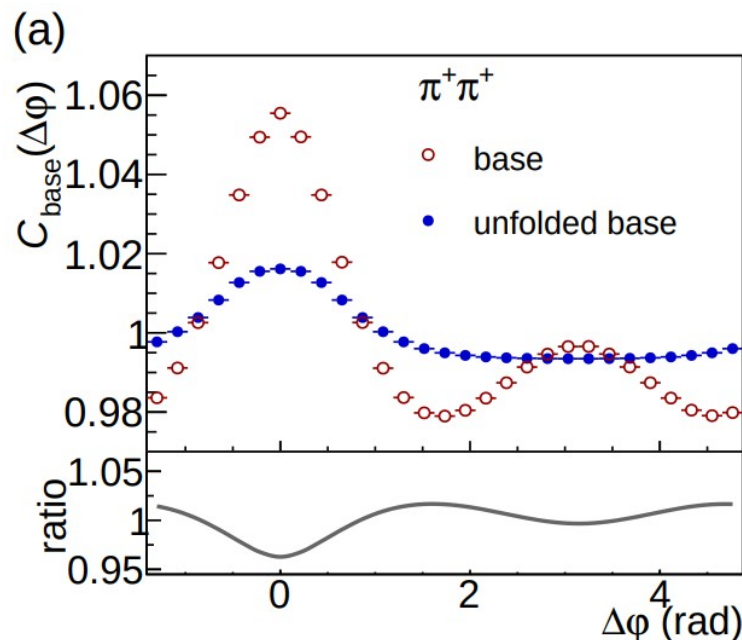 (a)
C_base(Δφ)
1.06
1.04
1.02
1
0.98
π⁺π⁺
base
unfolded base
ratio
1.05
1
0.95
0
2
4
Δφ (rad)